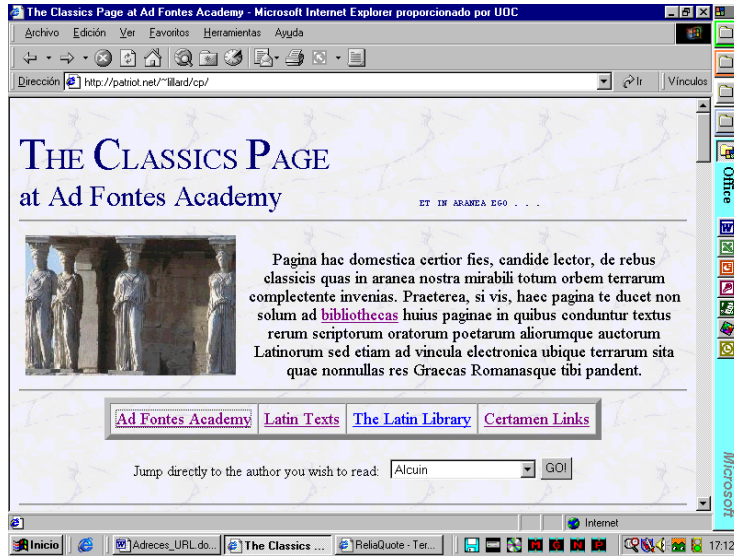 The Classics Page at Ad Fontes Academy - Microsoft Internet Explorer proporcionado por UOC
Archivo Edición Ver Favoritos Herramientas Ayuda
Dirección http://patriot.net/~lillard/cp/ Ir Vínculos
THE CLASSICS PAGE
at Ad Fontes Academy
ET IN ARANEA EGO . . .
Pagina hac domestica certior fies, candide lector, de rebus
classicis quas in aranea nostra mirabili totum orbem terrarum
complectente invenias. Praeterea, si vis, haec pagina te ducet non
solum ad bibliothecas huius paginae in quibus conduntur textus
rerum scriptorum oratorum poetarum aliorumque auctorum
Latinorum sed etiam ad vincula electronica ubique terrarum sita
quae nonnullas res Graecas Romanasque tibi pandent.
Ad Fontes Academy Latin Texts The Latin Library Certamen Links
Jump directly to the author you wish to read: Alcuin GO!
Internet
Office
Microsoft
Inicio Adreces_URL.do... The Classics ... ReliaQuote - Ter... M G N P 17:12